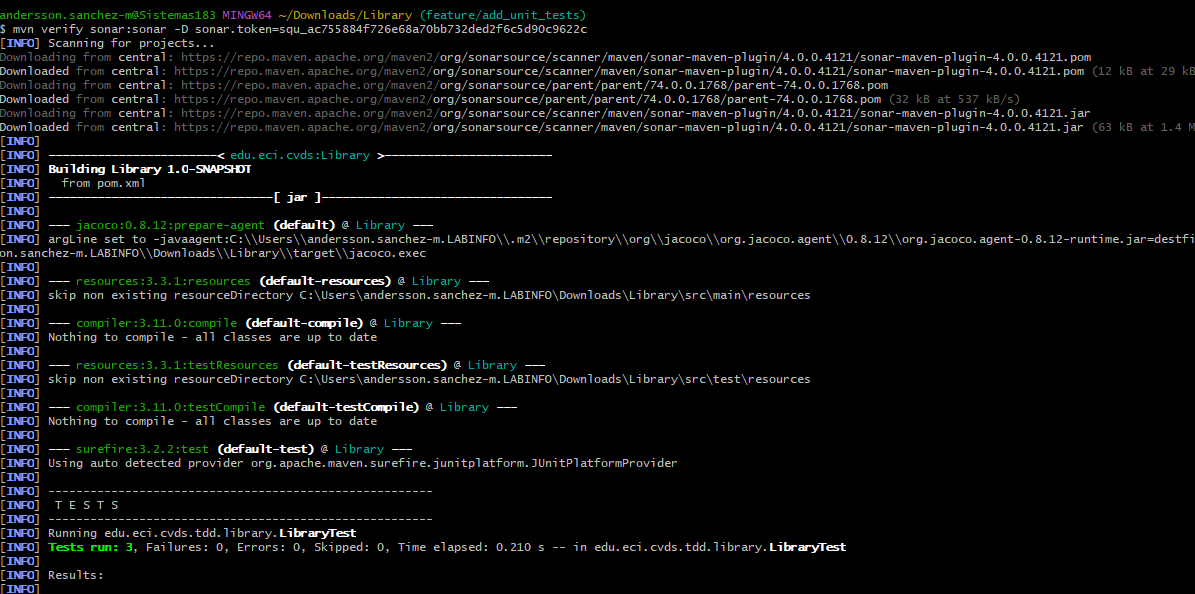 andersson.sanchez-m@Sistemas183 MINGW64 ~/Downloads/Library (feature/add_unit_tests)
$ mvn verify sonar:sonar -D sonar.token=squ_ac755884f726e68a70bb732ded2f6c5d90c9622c
[INFO] Scanning for projects...
Downloading from central: https://repo.maven.apache.org/maven2/org/sonarsource/scanner/maven/sonar-maven-plugin/4.0.0.4121/sonar-maven-plugin-4.0.0.4121.pom
Downloaded from central: https://repo.maven.apache.org/maven2/org/sonarsource/scanner/maven/sonar-maven-plugin/4.0.0.4121/sonar-maven-plugin-4.0.0.4121.pom (12 kB at 29 kB
Downloading from central: https://repo.maven.apache.org/maven2/org/sonarsource/parent/parent/74.0.0.1768/parent-74.0.0.1768.pom
Downloaded from central: https://repo.maven.apache.org/maven2/org/sonarsource/parent/parent/74.0.0.1768/parent-74.0.0.1768.pom (32 kB at 537 kB/s)
Downloading from central: https://repo.maven.apache.org/maven2/org/sonarsource/scanner/maven/sonar-maven-plugin/4.0.0.4121/sonar-maven-plugin-4.0.0.4121.jar
Downloaded from central: https://repo.maven.apache.org/maven2/org/sonarsource/scanner/maven/sonar-maven-plugin/4.0.0.4121/sonar-maven-plugin-4.0.0.4121.jar (63 kB at 1.4 M
[INFO]
[INFO] ------------------------< edu.eci.cvds:Library >------------------------
[INFO] Building Library 1.0-SNAPSHOT
[INFO]   from pom.xml
[INFO] --------------------------------[ jar ]---------------------------------
[INFO]
[INFO] --- jacoco:0.8.12:prepare-agent (default) @ Library ---
[INFO] argLine set to -javaagent:C:\\Users\\andersson.sanchez-m.LABINFO\\.m2\\repository\\org\\jacoco\\org.jacoco.agent\\0.8.12\\org.jacoco.agent-0.8.12-runtime.jar=destfi
on.sanchez-m.LABINFO\\Downloads\\Library\\target\\jacoco.exec
[INFO]
[INFO] --- resources:3.3.1:resources (default-resources) @ Library ---
[INFO] skip non existing resourceDirectory C:\Users\andersson.sanchez-m.LABINFO\Downloads\Library\src\main\resources
[INFO]
[INFO] --- compiler:3.11.0:compile (default-compile) @ Library ---
[INFO] Nothing to compile - all classes are up to date
[INFO]
[INFO] --- resources:3.3.1:testResources (default-testResources) @ Library ---
[INFO] skip non existing resourceDirectory C:\Users\andersson.sanchez-m.LABINFO\Downloads\Library\src\test\resources
[INFO]
[INFO] --- compiler:3.11.0:testCompile (default-testCompile) @ Library ---
[INFO] Nothing to compile - all classes are up to date
[INFO]
[INFO] --- surefire:3.2.2:test (default-test) @ Library ---
[INFO] Using auto detected provider org.apache.maven.surefire.junitplatform.JUnitPlatformProvider
[INFO]
[INFO] -------------------------------------------------------
[INFO]  T E S T S
[INFO] -------------------------------------------------------
[INFO] Running edu.eci.cvds.tdd.library.LibraryTest
[INFO] Tests run: 3, Failures: 0, Errors: 0, Skipped: 0, Time elapsed: 0.210 s -- in edu.eci.cvds.tdd.library.LibraryTest
[INFO]
[INFO] Results:
[INFO]